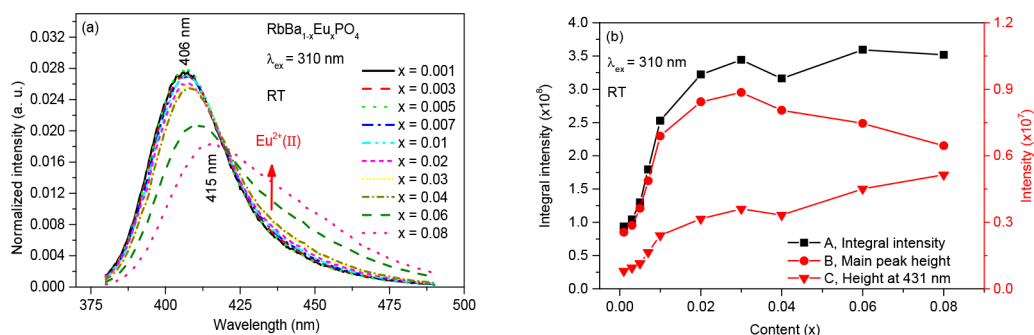 (a)
406 nm
RbBa₁₋ₓEuₓPO₄
λex = 310 nm
RT
x = 0.001
x = 0.003
x = 0.005
x = 0.007
x = 0.01
x = 0.02
x = 0.03
x = 0.04
x = 0.06
x = 0.08
Eu²⁺(II)
415 nm
0.032
0.028
0.024
0.020
0.016
0.012
0.008
0.004
0.000
Normalized intensity (a. u.)
375
400
425
450
475
500
Wavelength (nm)
(b)
λex = 310 nm
RT
4.0
3.5
3.0
2.5
2.0
1.5
1.0
0.5
0.0
Integral intensity (x10⁸)
1.2
0.9
0.6
0.3
0.0
Intensity (x10⁷)
A, Integral intensity
B, Main peak height
C, Height at 431 nm
0.00
0.02
0.04
0.06
0.08
Content (x)